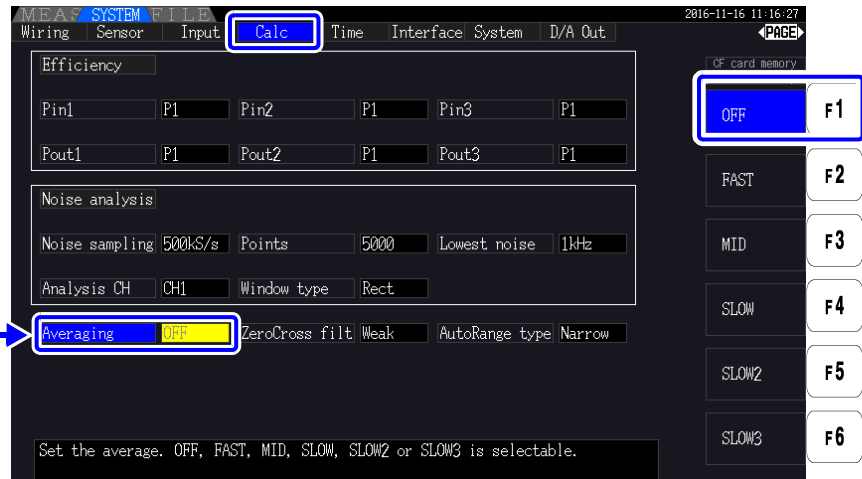 MEAS SYSTEM FILE 2016-11-16 11:16:27
Wiring Sensor Input Calc Time Interface System D/A Out PAGE
Efficiency
CF card memory
Pin1 P1 Pin2 P1 Pin3 P1
OFF F1
Pout1 P1 Pout2 P1 Pout3 P1
FAST F2
Noise analysis
Noise sampling 500kS/s Points 5000 Lowest noise 1kHz
MID F3
Analysis CH CH1 Window type Rect
SLOW F4
Averaging OFF ZeroCross filt Weak AutoRange type Narrow
SLOW2 F5
SLOW3 F6
Set the average. OFF, FAST, MID, SLOW, SLOW2 or SLOW3 is selectable.